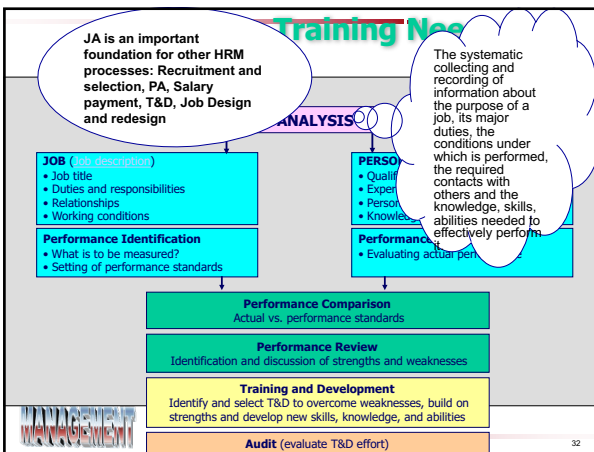 Training Nee
JA is an important
foundation for other HRM
processes: Recruitment and
selection, PA, Salary
payment, T&D, Job Design
and redesign
The systematic
collecting and
recording of
information about
the purpose of a
job, its major
duties, the
conditions under
which is performed,
the required
contacts with
others and the
knowledge, skills,
abilities needed to
effectively perform
it
ANALYSIS
JOB (Job description)
• Job title
• Duties and responsibilities
• Relationships
• Working conditions
PERSO
• Qualif
• Exper
• Person
• Knowledg
Performance Identification
• What is to be measured?
• Setting of performance standards
Performance
• Evaluating actual per
Performance Comparison
Actual vs. performance standards
Performance Review
Identification and discussion of strengths and weaknesses
Training and Development
Identify and select T&D to overcome weaknesses, build on
strengths and develop new skills, knowledge, and abilities
Audit (evaluate T&D effort)
MANAGEMENT
32